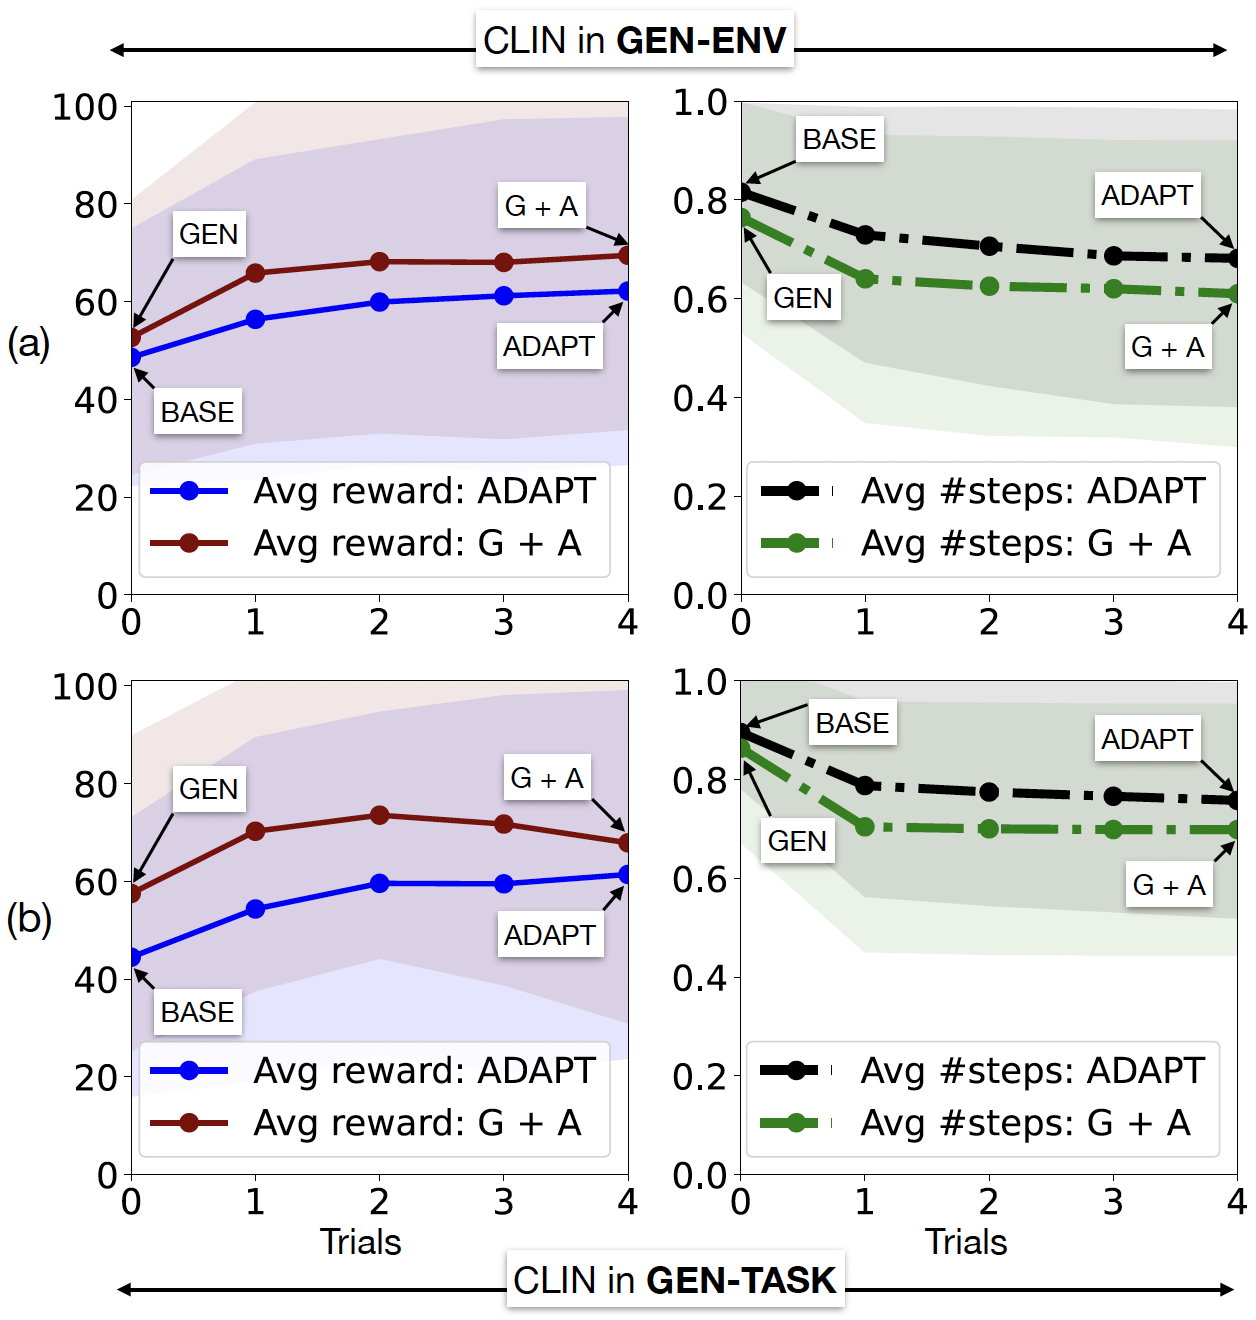 CLIN in GEN-ENV
(a)
100
80
60
40
20
0
0 1 2 3 4
GEN
BASE
G + A
ADAPT
Avg reward: ADAPT
Avg reward: G + A
1.0
0.8
0.6
0.4
0.2
0.0
0 1 2 3 4
BASE
GEN
ADAPT
G + A
Avg #steps: ADAPT
Avg #steps: G + A
(b)
100
80
60
40
20
0
0 1 2 3 4
Trials
GEN
BASE
G + A
ADAPT
Avg reward: ADAPT
Avg reward: G + A
1.0
0.8
0.6
0.4
0.2
0.0
0 1 2 3 4
Trials
BASE
GEN
ADAPT
G + A
Avg #steps: ADAPT
Avg #steps: G + A
CLIN in GEN-TASK